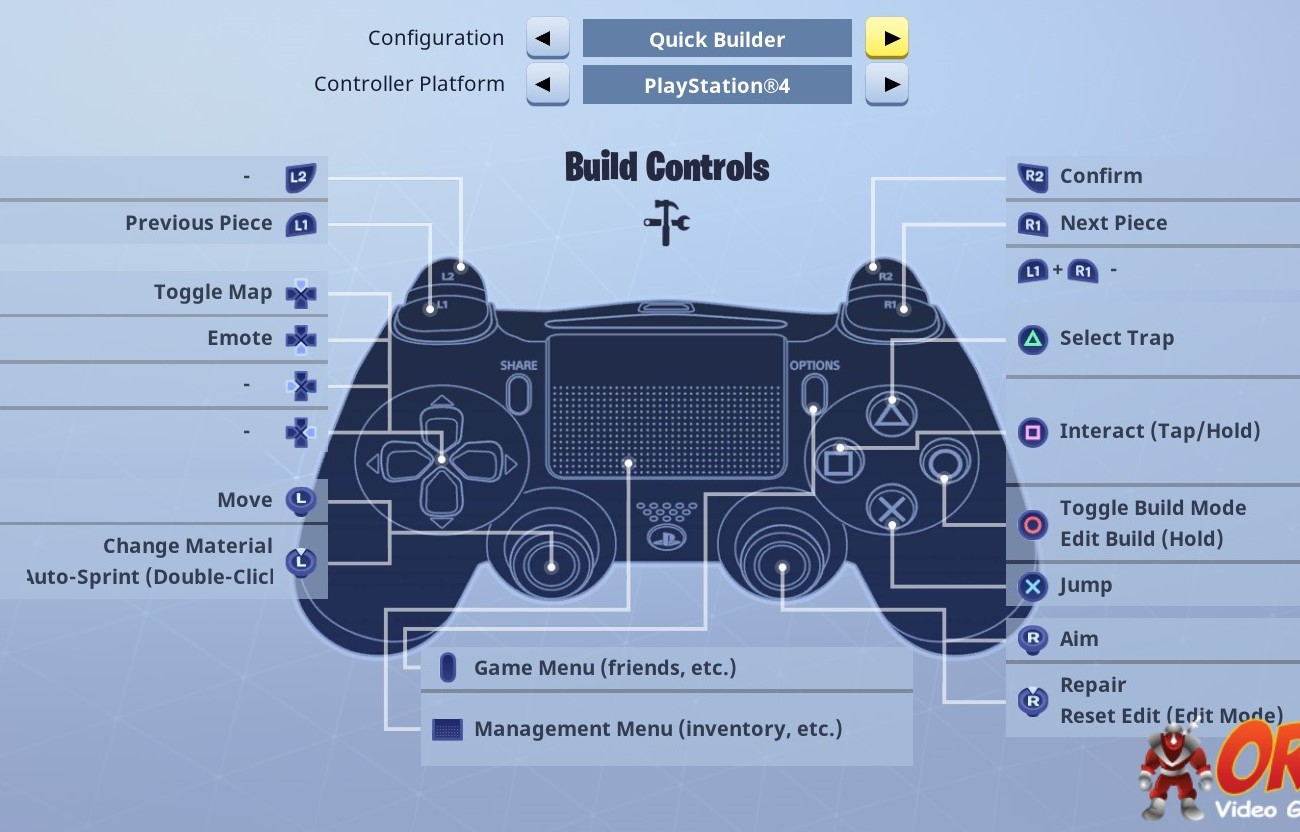 Configuration
Quick Builder
Controller Platform
PlayStation®4
Build Controls
-
L2
Previous Piece
L1
Toggle Map
Emote
-
-
Move
L
Change Material
Auto-Sprint (Double-Clic
L
L2
L1
SHARE
OPTIONS
R2
R1
R2
Confirm
R1
Next Piece
L1 + R1 -
Select Trap
Interact (Tap/Hold)
Toggle Build Mode
Edit Build (Hold)
Jump
R
Aim
R
Repair
Reset Edit (Edit Mode)
Game Menu (friends, etc.)
Management Menu (inventory, etc.)
OR
Video G